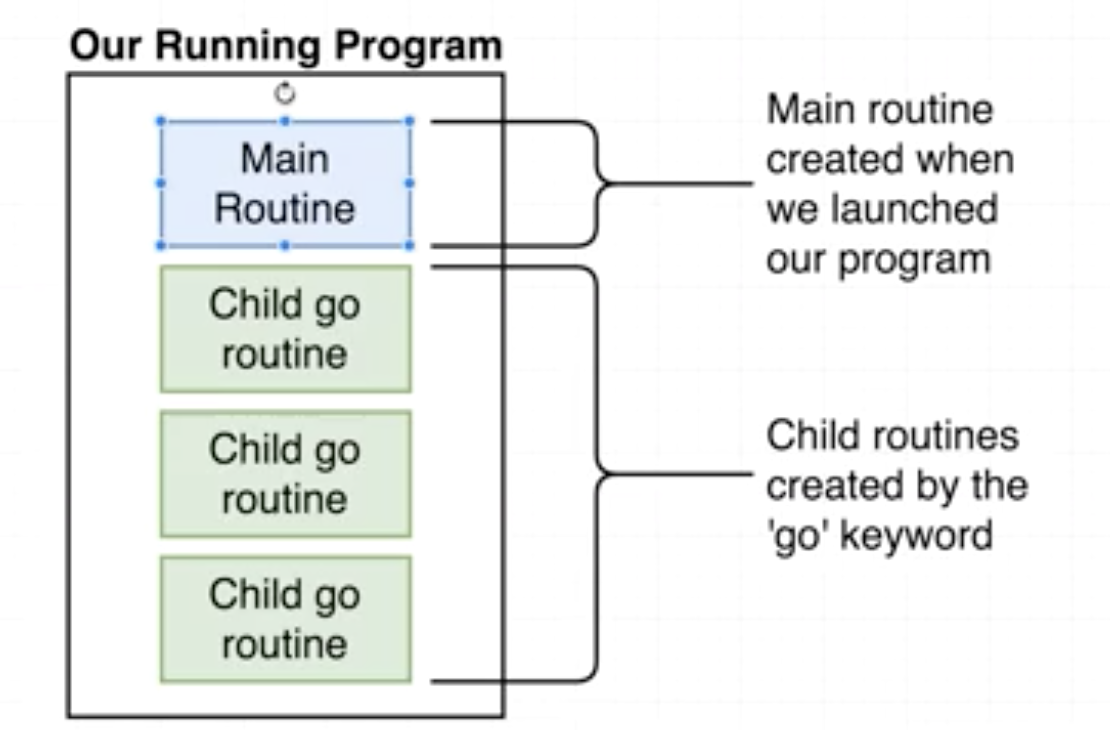 Our Running Program
Main
Routine
Main routine
created when
we launched
our program
Child go
routine
Child go
routine
Child go
routine
Child routines
created by the
'go' keyword